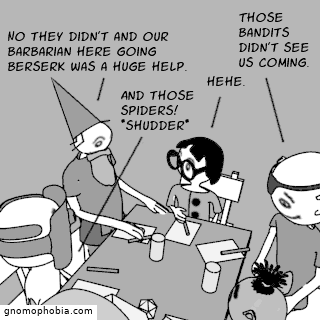 THOSE
BANDITS
DIDN'T SEE
US COMING.
NO THEY DIDN'T AND OUR
BARBARIAN HERE GOING
BERSERK WAS A HUGE HELP.
HEHE.
AND THOSE
SPIDERS!
*SHUDDER*
gnomophobia.com